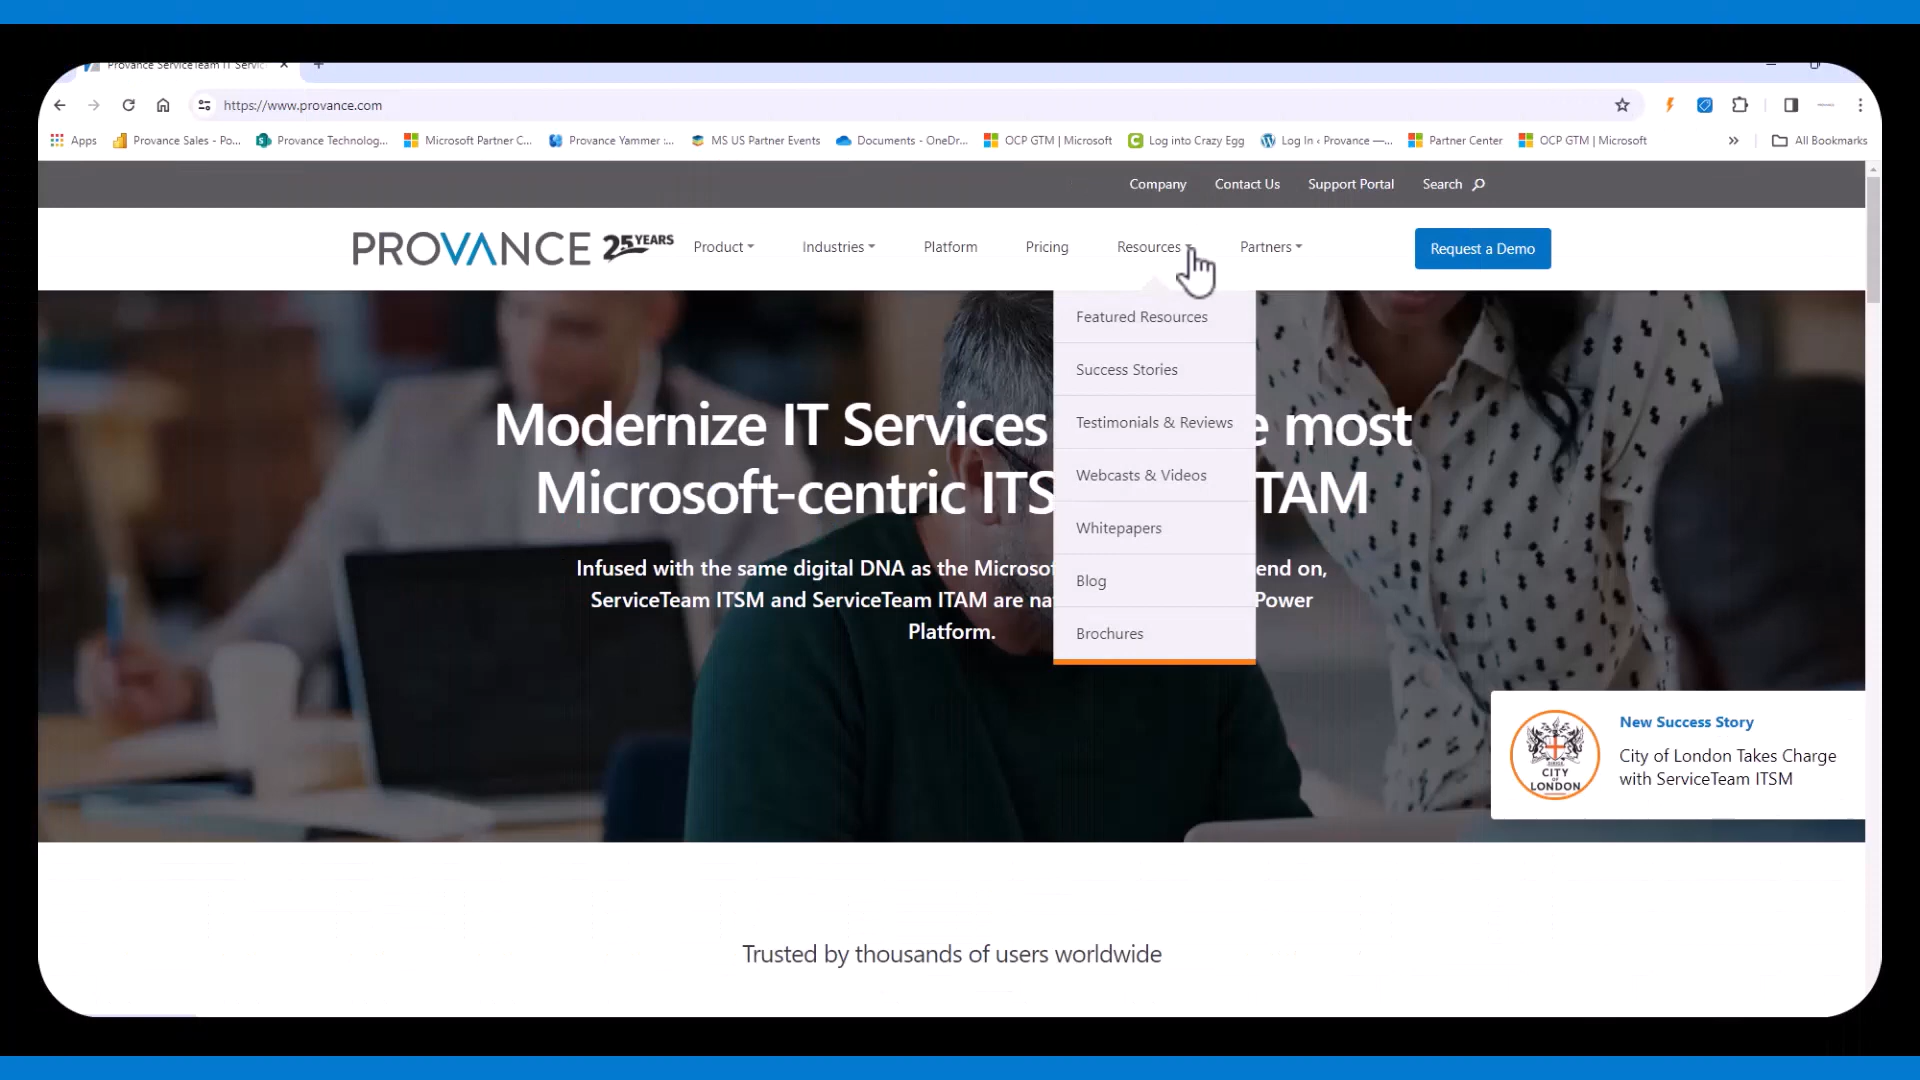 Provance ServiceTeam IT Servic
https://www.provance.com
Apps Provance Sales - Po... Provance Technolog... Microsoft Partner C... Provance Yammer :... MS US Partner Events Documents - OneDr... OCP GTM | Microsoft Log into Crazy Egg Log In ‹ Provance —... Partner Center OCP GTM | Microsoft » All Bookmarks
Company Contact Us Support Portal Search
PROVANCE 25 YEARS Product Industries Platform Pricing Resources Partners Request a Demo
Featured Resources
Success Stories
Testimonials & Reviews
Webcasts & Videos
Whitepapers
Blog
Brochures
Modernize IT Services most
Microsoft-centric ITS TAM
Infused with the same digital DNA as the Microso end on,
ServiceTeam ITSM and ServiceTeam ITAM are na Power
Platform.
New Success Story
City of London Takes Charge
with ServiceTeam ITSM
CITY
OF
LONDON
Trusted by thousands of users worldwide